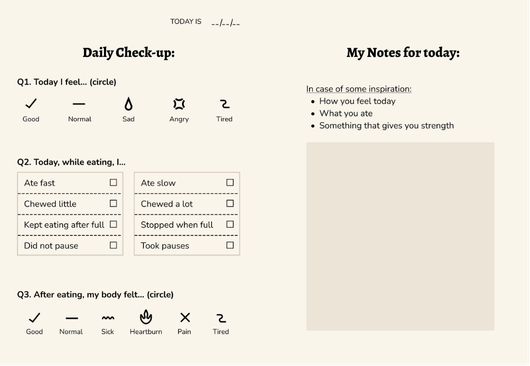 TODAY IS __/__/__
Daily Check-up:
Q1. Today I feel... (circle)
Good Normal Sad Angry Tired
Q2. Today, while eating, I...
Ate fast
Chewed little
Kept eating after full
Did not pause
Ate slow
Chewed a lot
Stopped when full
Took pauses
Q3. After eating, my body felt... (circle)
Good Normal Sick Heartburn Pain Tired
My Notes for today:
In case of some inspiration:
• How you feel today
• What you ate
• Something that gives you strength